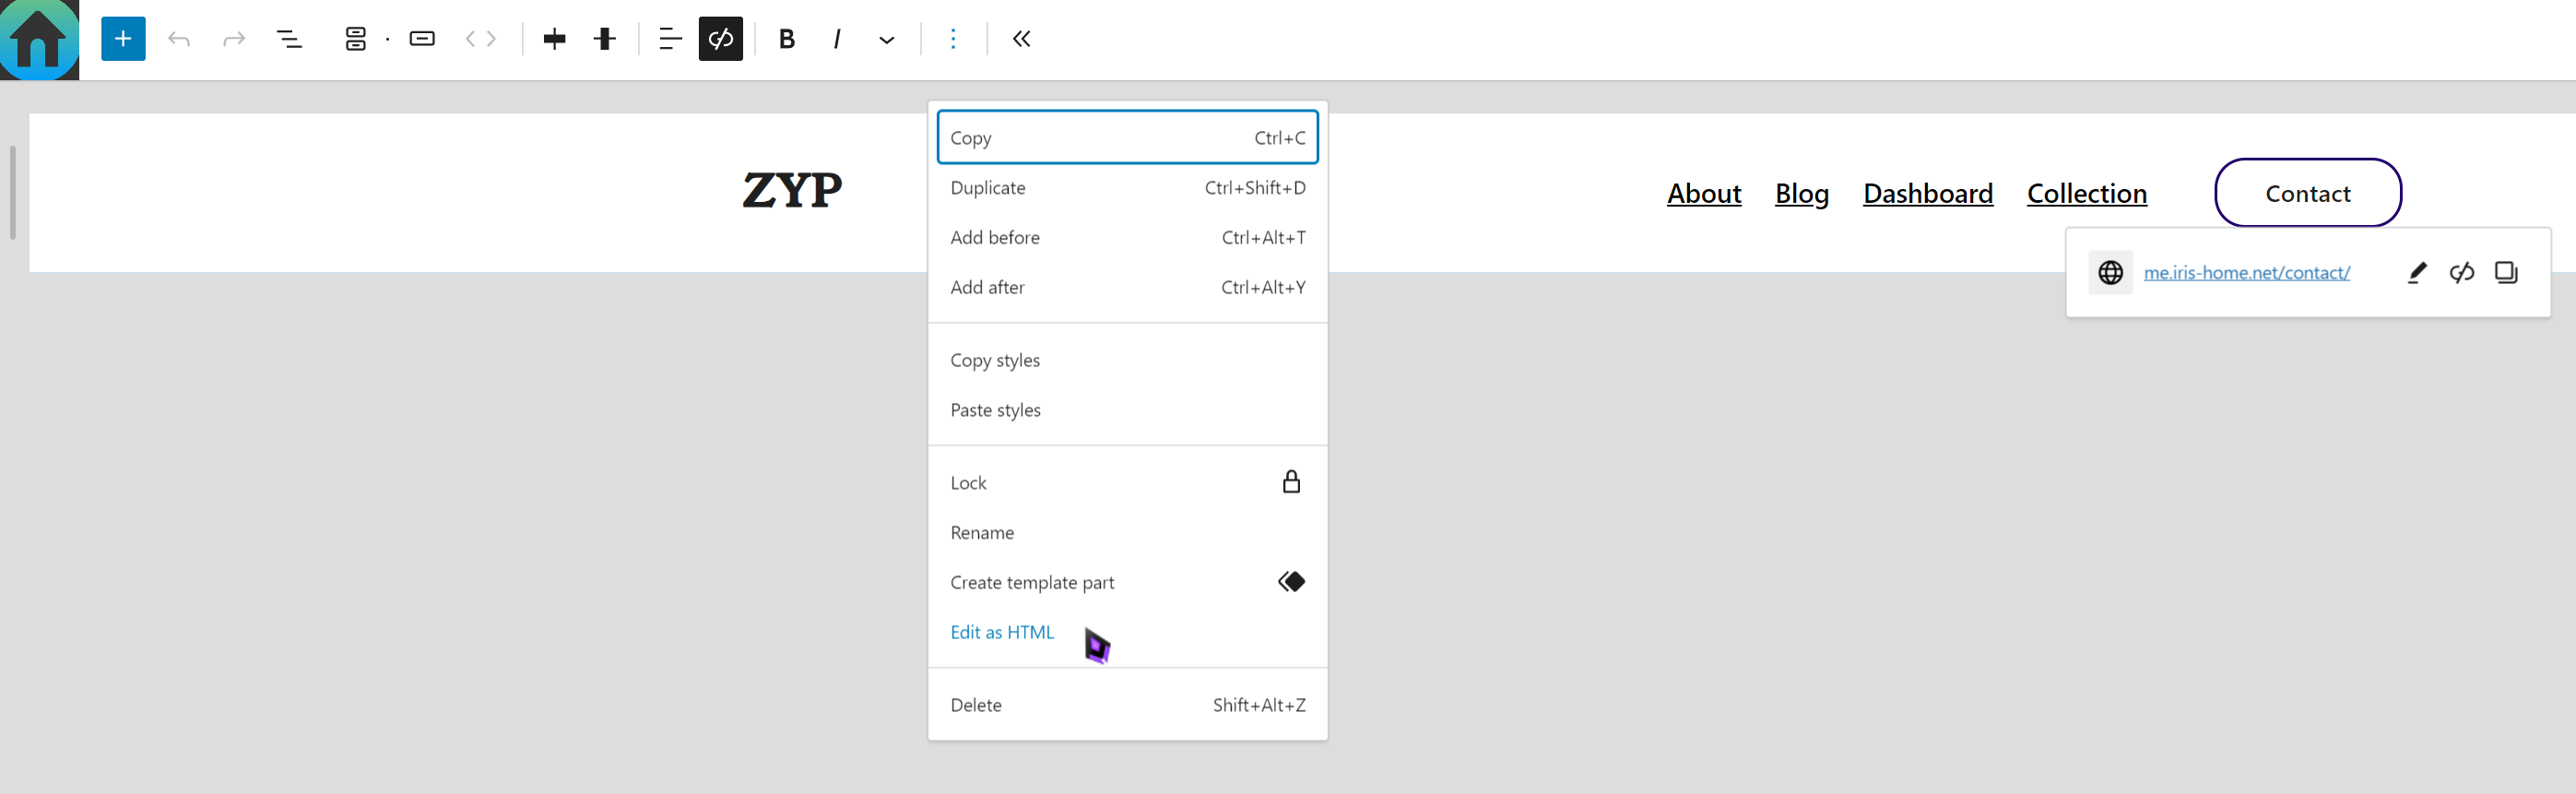 B I
Copy Ctrl+C
Duplicate Ctrl+Shift+D
Add before Ctrl+Alt+T
Add after Ctrl+Alt+Y
Copy styles
Paste styles
Lock
Rename
Create template part
Edit as HTML
Delete Shift+Alt+Z
ZYP
About Blog Dashboard Collection Contact
me.iris-home.net/contact/